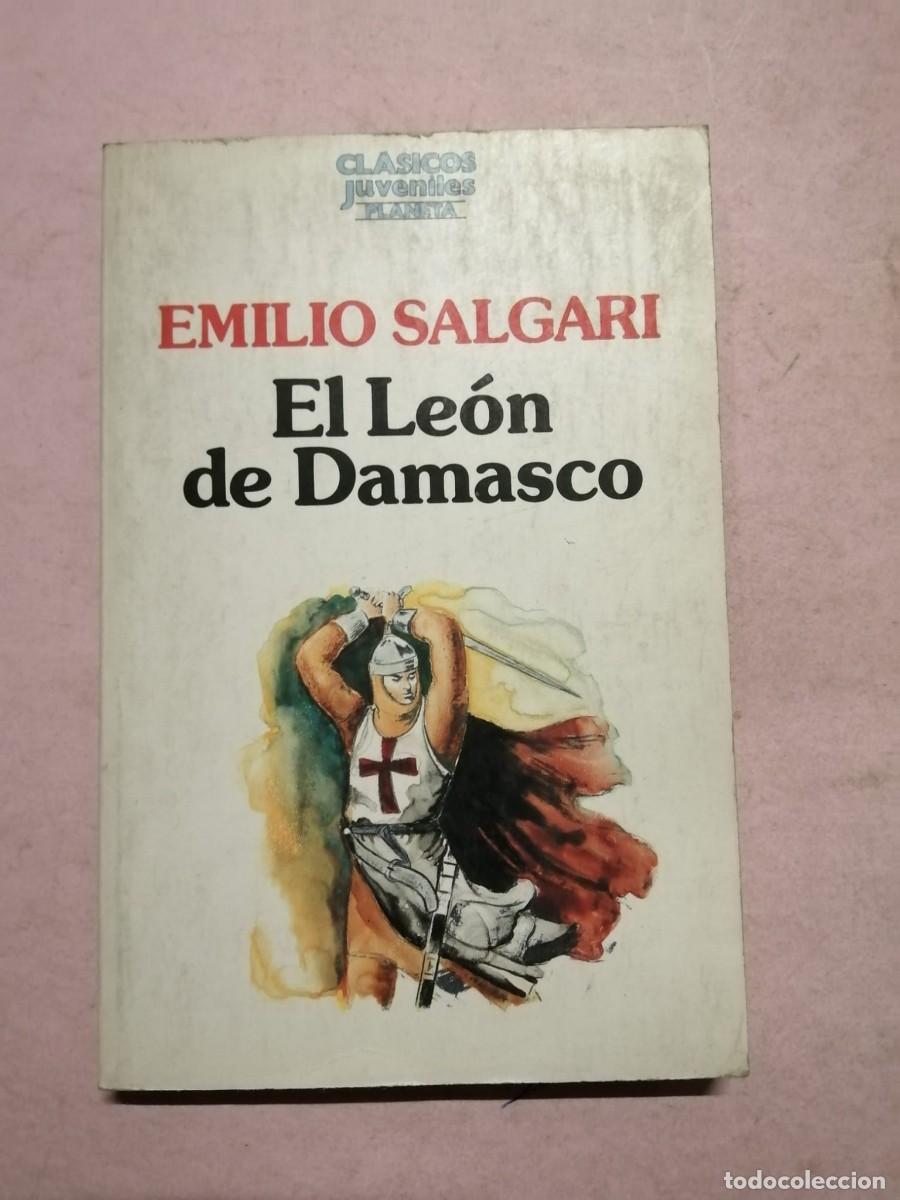 CLASICOS
juveniles
PLANETA
EMILIO SALGARI
El León
de Damasco
todocoleccion